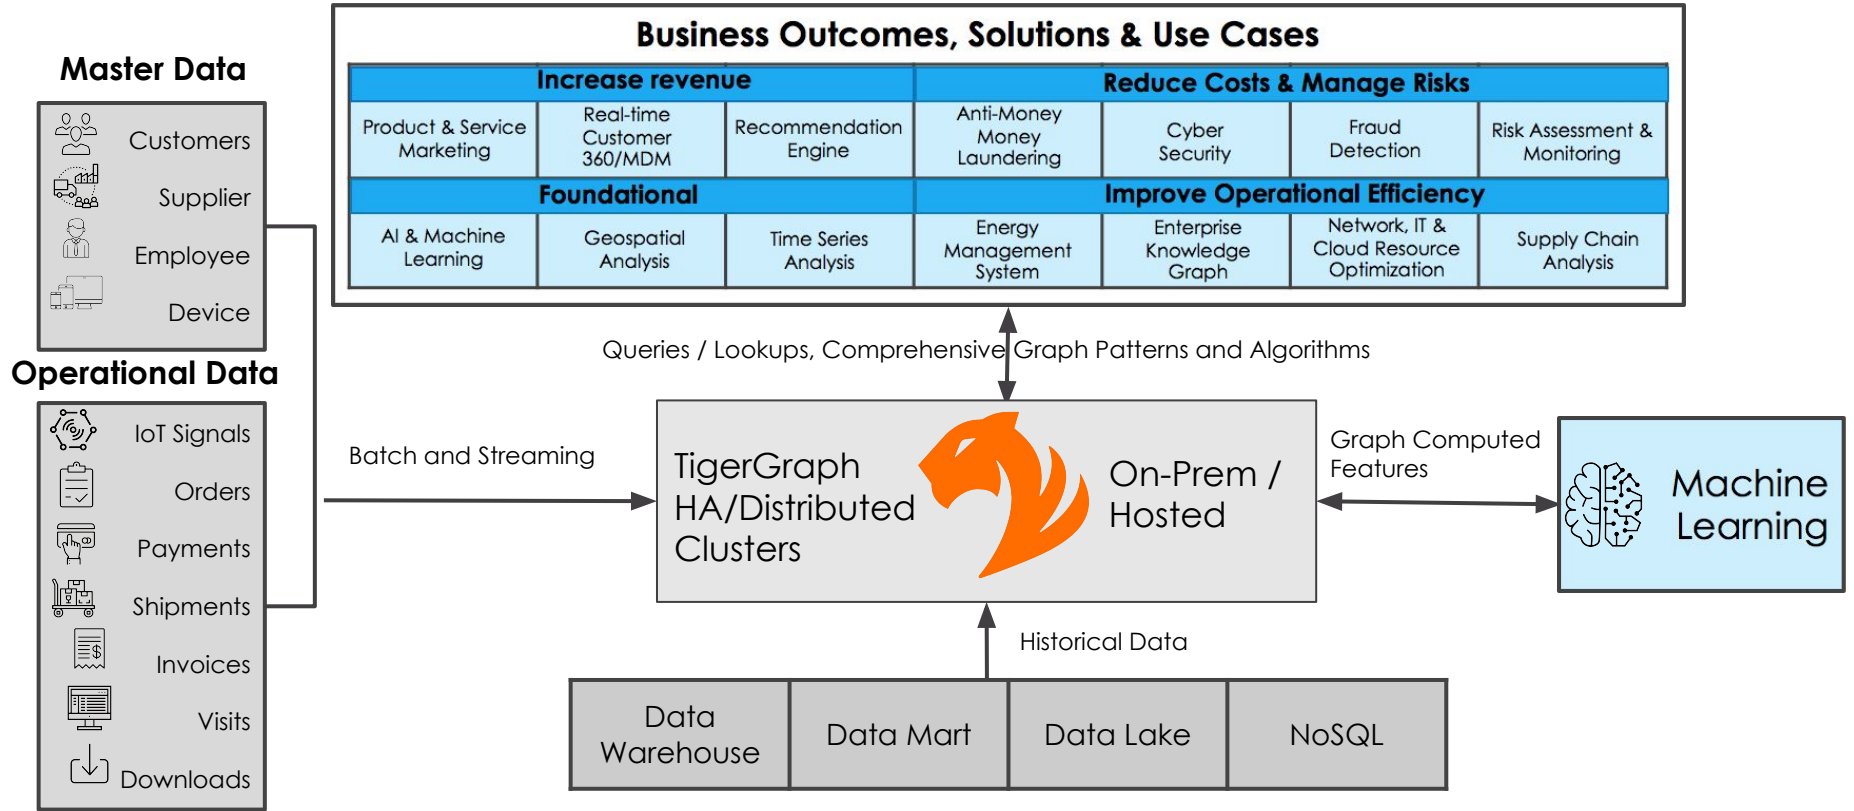 Business Outcomes, Solutions & Use Cases
Increase revenue
Reduce Costs & Manage Risks
Product & Service
Marketing
Real-time
Customer
360/MDM
Recommendation
Engine
Anti-Money
Money
Laundering
Cyber
Security
Fraud
Detection
Risk Assessment &
Monitoring
Foundational
Improve Operational Efficiency
AI & Machine
Learning
Geospatial
Analysis
Time Series
Analysis
Energy
Management
System
Enterprise
Knowledge
Graph
Network, IT &
Cloud Resource
Optimization
Supply Chain
Analysis
Master Data
Customers
Supplier
Employee
Device
Operational Data
IoT Signals
Orders
Payments
Shipments
Invoices
Visits
Downloads
Queries / Lookups, Comprehensive Graph Patterns and Algorithms
Batch and Streaming
TigerGraph
HA/Distributed
Clusters
On-Prem /
Hosted
Graph Computed
Features
Machine
Learning
Historical Data
Data
Warehouse
Data Mart
Data Lake
NoSQL